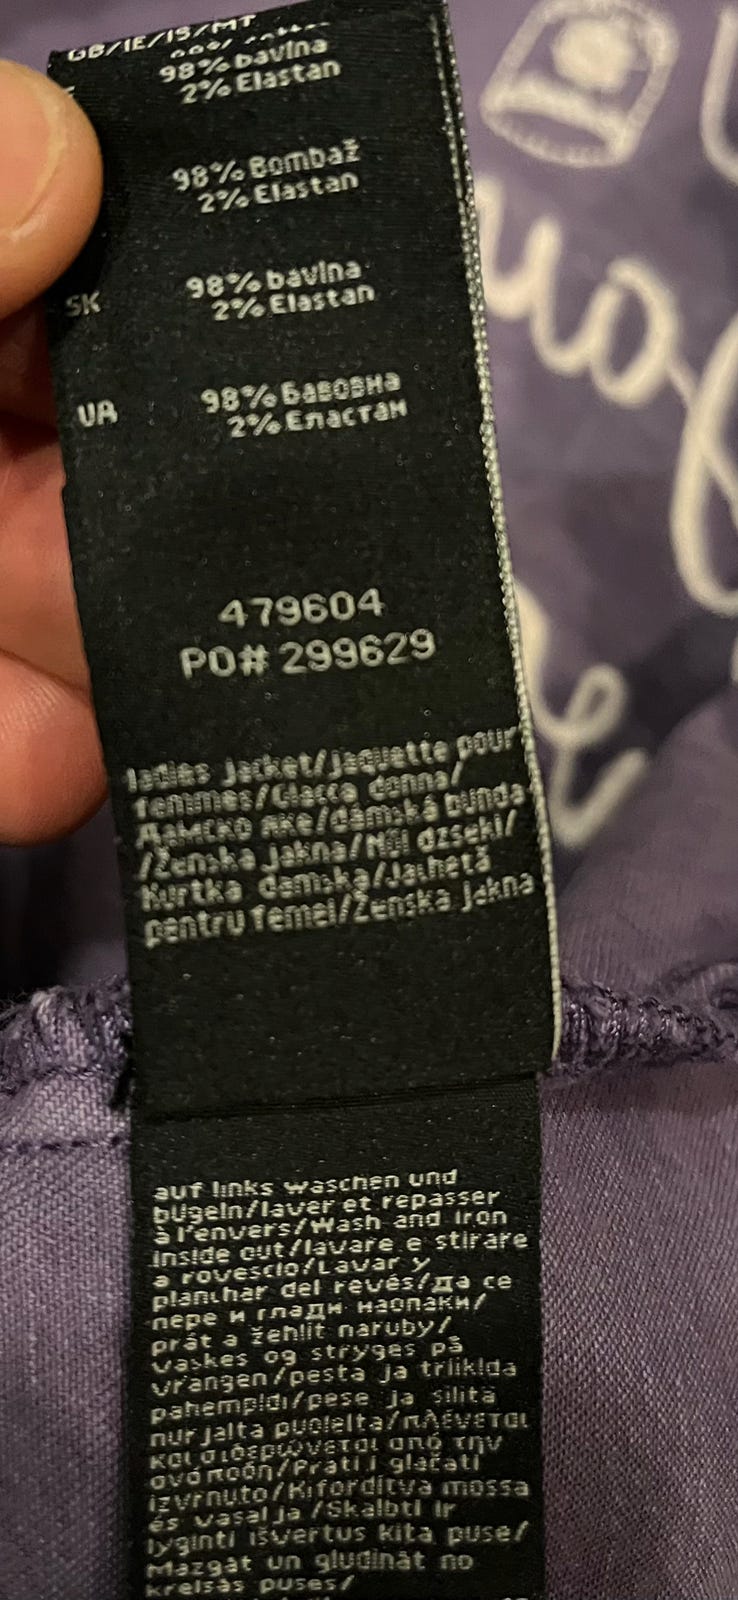 GB/IE/IS/MT
98% bavlna
2% Elastan
98% Bombaž
2% Elastan
SK 98% bavlna
2% Elastan
UA 98% Бавовна
2% Еластан
479604
PO# 299629
ladies jacket/Jaquette pour
femmes/Giacca donna/
Дамско яке/dámská bunda
/Ženska jakna/Női dzseki/
Kurtka damska/Jachetă
pentru femei/Ženska jakna
auf links waschen und
bügeln/laver et repasser
à l'envers/Wash and iron
inside out/lavare e stirare
a rovescio/Lavar y
planchar del revés/да се
пере и глади наопаки/
prát a žehlit naruby/
vaskes og stryges på
vrangen/pesta ja triikida
pahempidi/pese ja silitä
nurjalta puolelta/πλένεται
και σιδερώνεται από την
ανάποδη/Prati i glačati
izvrnuto/Kifordítva mossa
és vasalja /Skalbti ir
lyginti išvertus kita puse/
Mazgāt un gludināt no
kreisās puses/